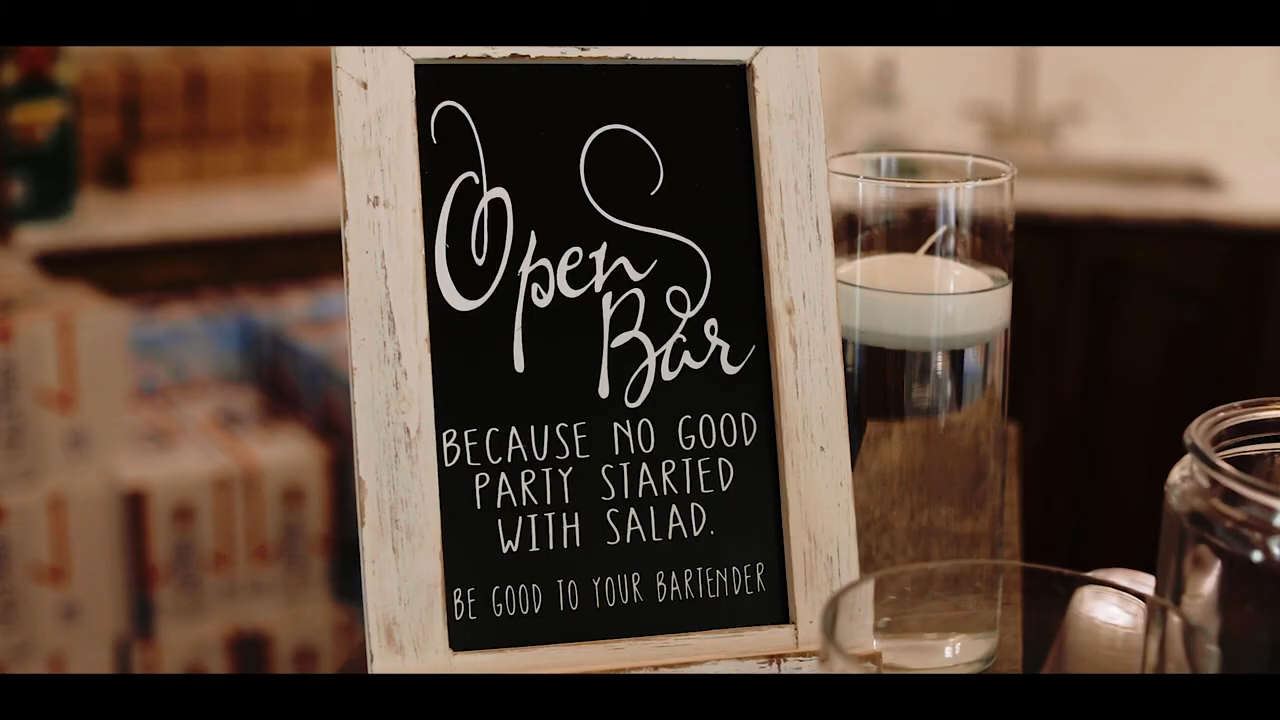 Open
Bar
BECAUSE NO GOOD
PARTY STARTED
WITH SALAD.
BE GOOD TO YOUR BARTENDER